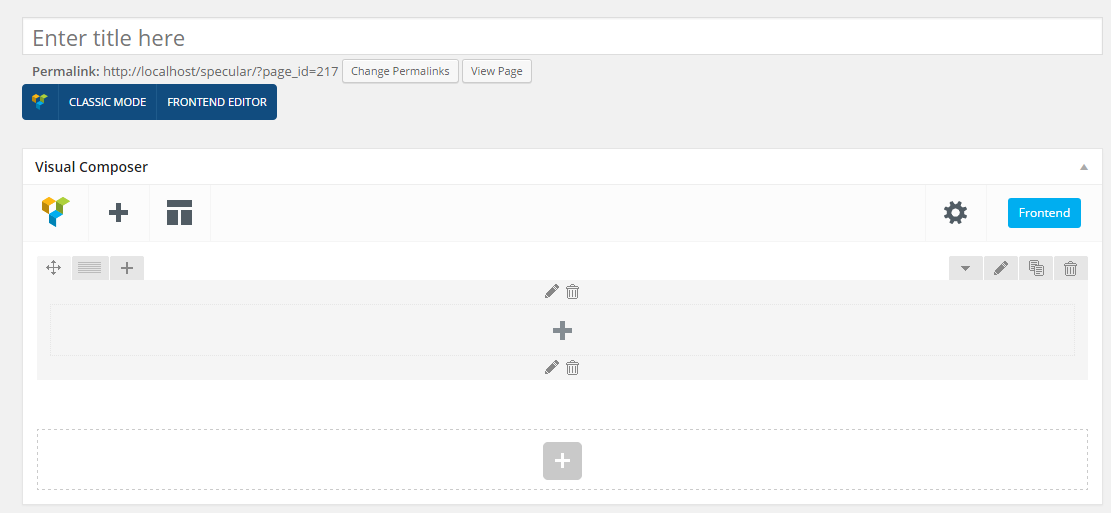 Enter title here
Permalink: http://localhost/specular/?page_id=217 Change Permalinks View Page
CLASSIC MODE FRONTEND EDITOR
Visual Composer
Frontend